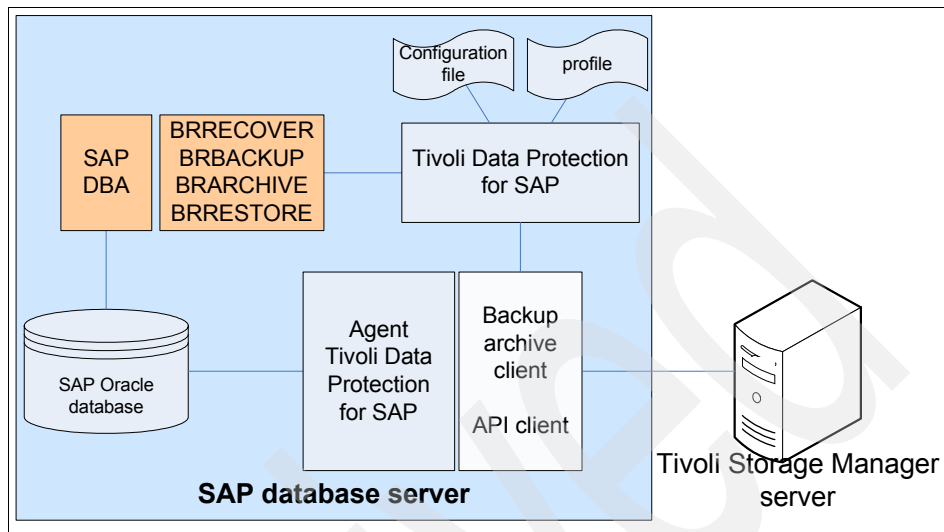 Configuration
file
profile
SAP
DBA
BRRECOVER
BRBACKUP
BRARCHIVE
BRRESTORE
Tivoli Data Protection
for SAP
SAP Oracle
database
Agent
Tivoli Data
Protection
for SAP
Backup
archive
client
API client
Tivoli Storage Manager
server
SAP database server